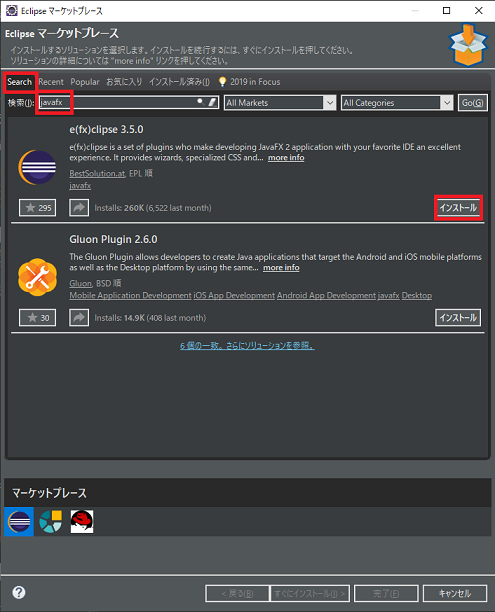 Eclipse マーケットプレース
Eclipse マーケットプレース
インストールするソリューションを選択します。インストールを続行するには、すぐにインストールを押してください。
ソリューションの詳細については "more info" リンクを押してください。
Search Recent Popular お気に入り インストール済み(I) 2019 in Focus
検索(I): javafx All Markets All Categories Go(G)
e(fx)clipse 3.5.0
e(fx)clipse is a set of plugins who make developing JavaFX 2 application with your favorite IDE an excellent
experience. It provides wizards, specialized CSS and... more info
BestSolution.at, EPL 順
javafx
295 Installs: 260K (6,522 last month) インストール
Gluon Plugin 2.6.0
The Gluon Plugin allows developers to create Java applications that target the Android and iOS mobile platforms
as well as the Desktop platform by using the same... more info
Gluon, BSD 順
Mobile Application Development iOS App Development Android App Development javafx Desktop
30 Installs: 14.9K (408 last month) インストール
6 個の一致。さらにソリューションを参照。
マーケットプレース
? < 戻る(B) すぐにインストール(I) > 完了(F) キャンセル